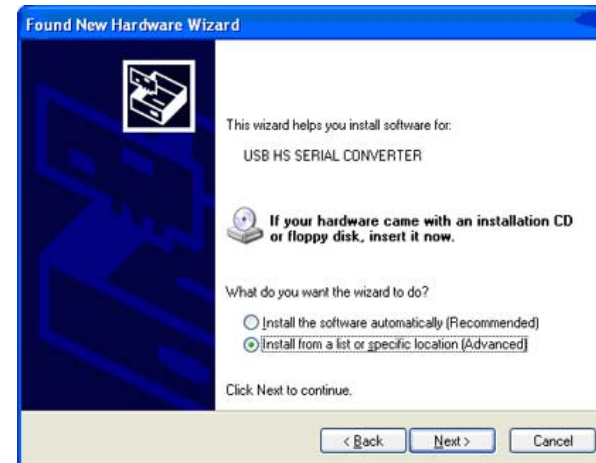 Found New Hardware Wizard
This wizard helps you install software for:
USB HS SERIAL CONVERTER
If your hardware came with an installation CD
or floppy disk, insert it now.
What do you want the wizard to do?
Install the software automatically (Recommended)
Install from a list or specific location (Advanced)
Click Next to continue.
< Back Next > Cancel